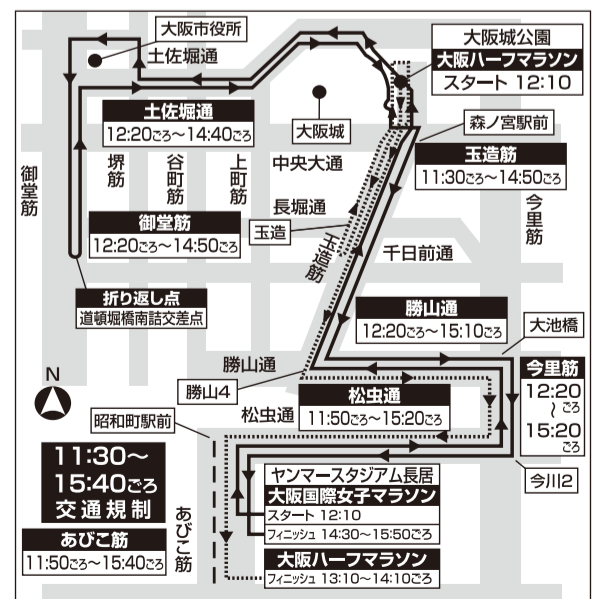 大阪市役所
土佐堀通
大阪城公園
大阪ハーフマラソン
スタート 12:10
土佐堀通
12:20ごろ〜14:40ごろ
大阪城
森ノ宮駅前
玉造筋
11:30ごろ〜14:50ごろ
御堂筋
堺筋
谷町筋
上町筋
中央大通
長堀通
今里筋
御堂筋
12:20ごろ〜14:50ごろ
玉造
玉造筋
千日前通
折り返し点
道頓堀橋南詰交差点
勝山通
12:20ごろ〜15:10ごろ
大池橋
勝山通
今里筋
12:20
〜ごろ
15:20
ごろ
N
勝山4
松虫通
11:50ごろ〜15:20ごろ
昭和町駅前
松虫通
11:30〜
15:40ごろ
交通規制
ヤンマースタジアム長居
大阪国際女子マラソン
スタート 12:10
フィニッシュ 14:30〜15:50ごろ
今川2
あびこ筋
あびこ筋
11:50ごろ〜15:40ごろ
大阪ハーフマラソン
フィニッシュ 13:10〜14:10ごろ